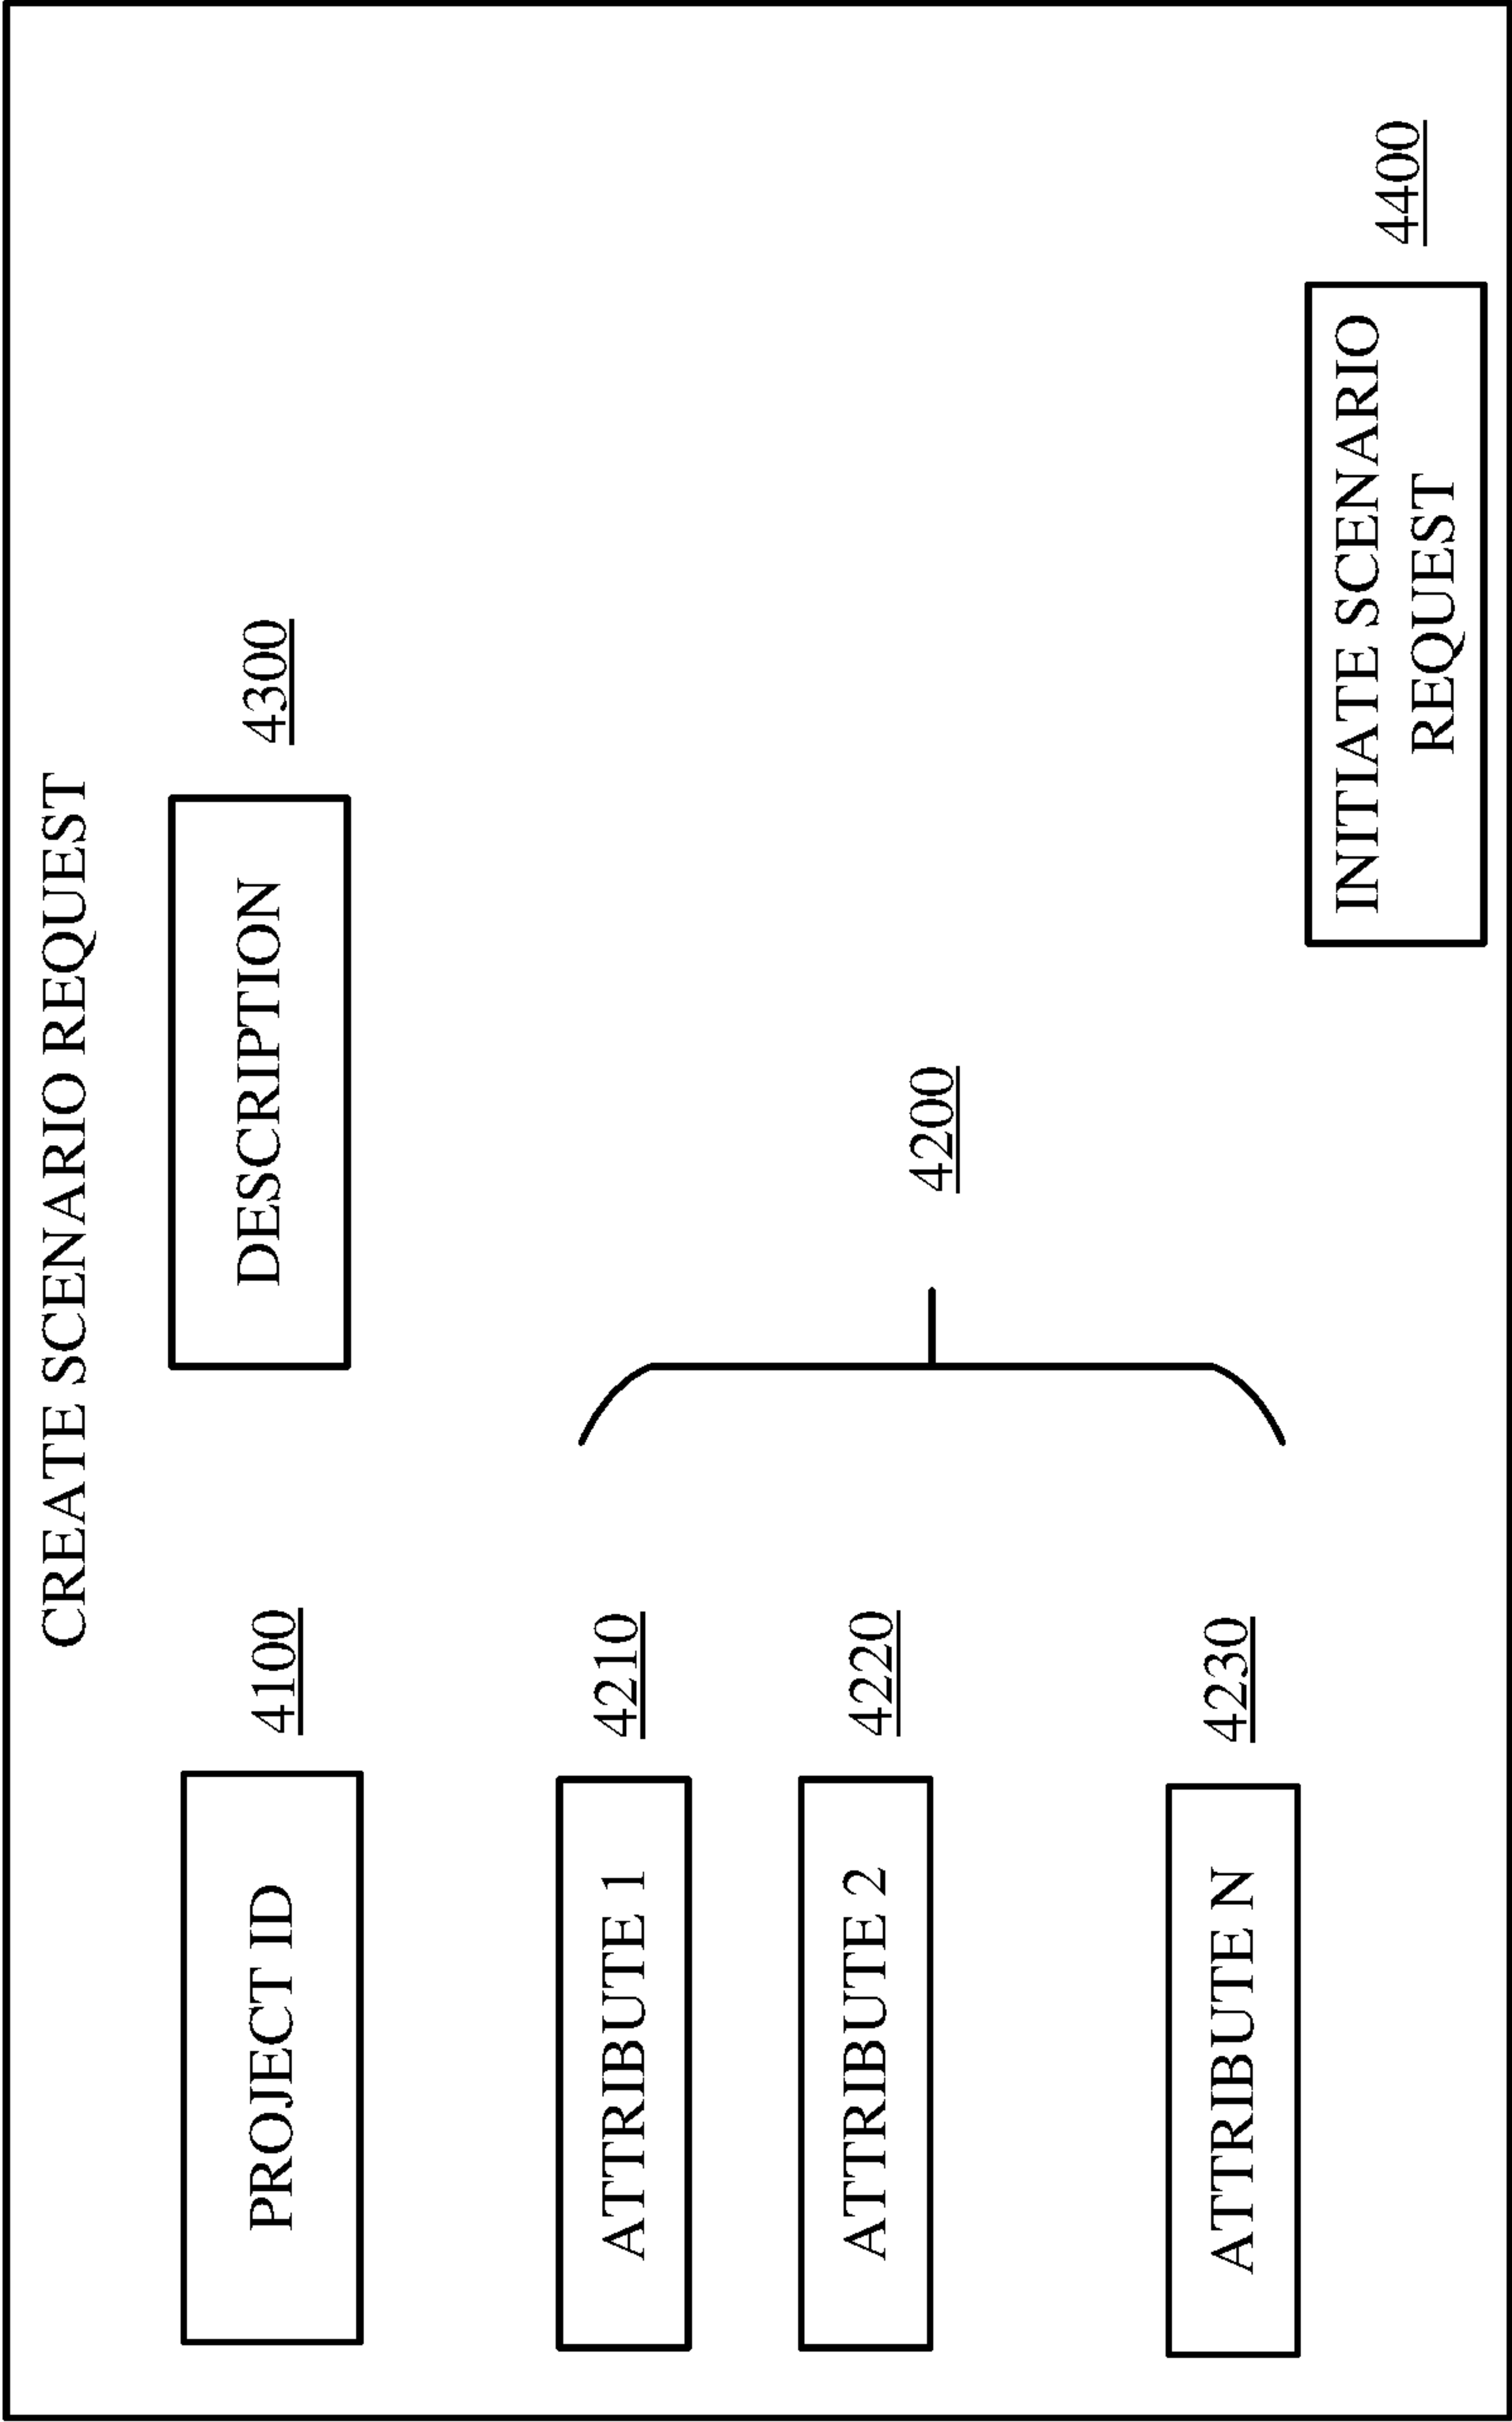 CREATE SCENARIO REQUEST
PROJECT ID
4100
DESCRIPTION
4300
ATTRIBUTE 1
4210
ATTRIBUTE 2
4220
4200
ATTRIBUTE N
4230
INITIATE SCENARIO
REQUEST
4400